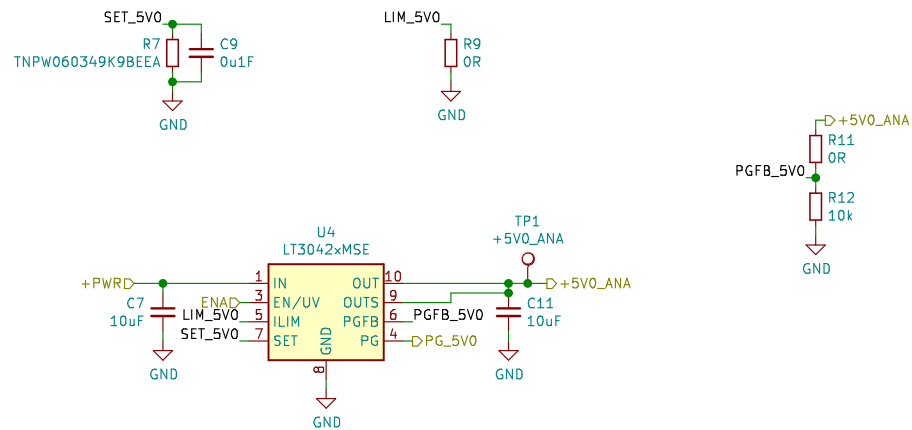 SET_5V0
R7
TNPW060349K9BEEA
C9
0u1F
GND
LIM_5V0
R9
0R
GND
+5V0_ANA
R11
0R
PGFB_5V0
R12
10k
GND
U4
LT3042xMSE
TP1
+5V0_ANA
+PWR
1 IN
OUT 10
+5V0_ANA
C7
10uF
ENA
3 EN/UV
OUTS 9
C11
10uF
LIM_5V0
5 ILIM
PGFB 6
PGFB_5V0
SET_5V0
7 SET
GND
PG 4
PG_5V0
8
GND
GND
GND